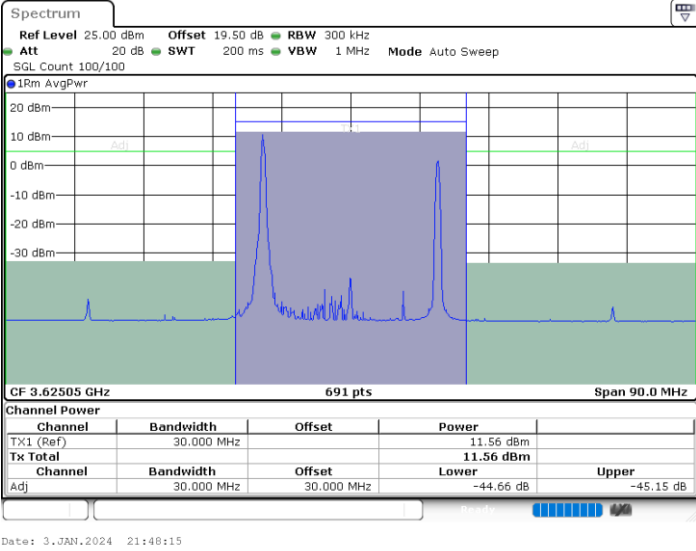 Spectrum
Ref Level 25.00 dBm Offset 19.50 dB RBW 300 kHz
Att 20 dB SWT 200 ms VBW 1 MHz Mode Auto Sweep
SGL Count 100/100
1Rm AvgPwr
20 dBm
TX1
10 dBm
Adj Adj
0 dBm
-10 dBm
-20 dBm
-30 dBm
CF 3.62505 GHz 691 pts Span 90.0 MHz
Channel Power
Channel Bandwidth Offset Power
TX1 (Ref) 30.000 MHz 11.56 dBm
Tx Total 11.56 dBm
Channel Bandwidth Offset Lower Upper
Adj 30.000 MHz 30.000 MHz -44.66 dB -45.15 dB
Ready
Date: 3.JAN.2024 21:48:15